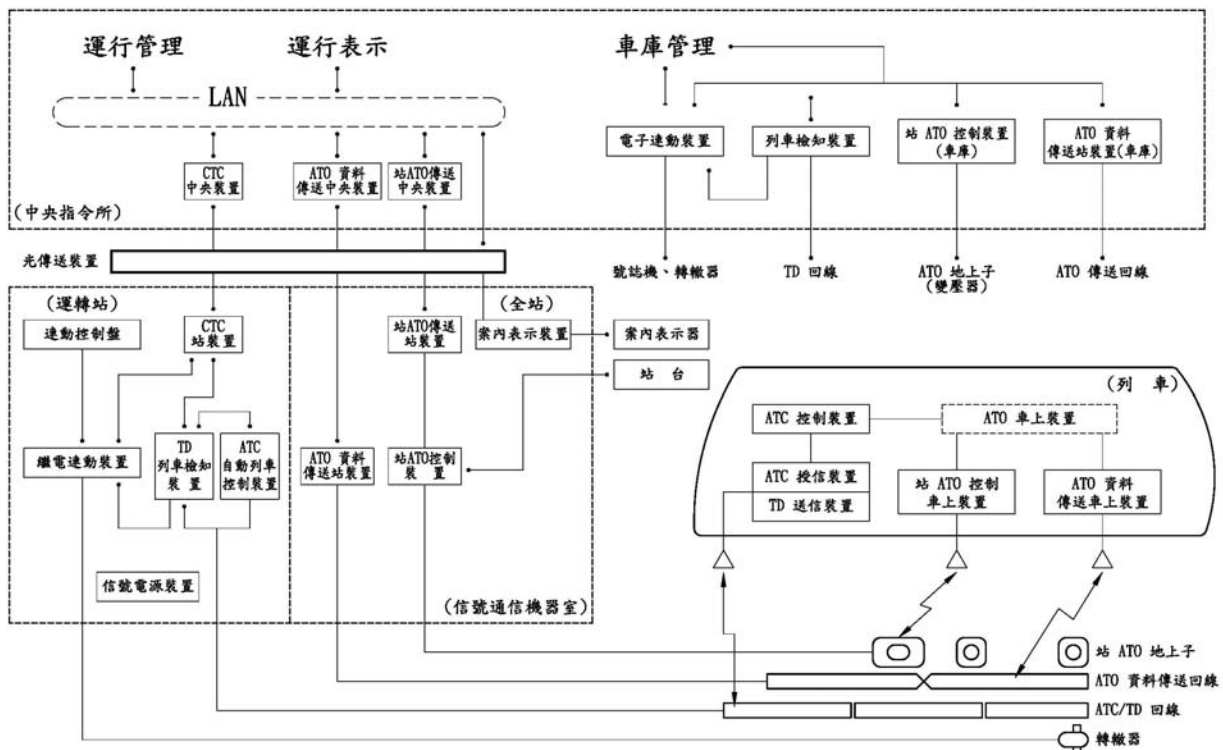 運行管理
運行表示
車庫管理
LAN
電子連動裝置
列車檢知裝置
站 ATO 控制裝置
(車庫)
ATO 資料
傳送站裝置(車庫)
CTC
中央裝置
ATO 資料
傳送中央裝置
站ATO傳送
中央裝置
(中央指令所)
光傳送裝置
號誌機、轉轍器
TD 回線
ATO 地上子
(變壓器)
ATO 傳送回線
(運轉站)
(全站)
連動控制盤
CTC
站裝置
站ATO傳送
站裝置
案內表示裝置
案內表示器
站 台
(列 車)
ATC 控制裝置
ATO 車上裝置
繼電連動裝置
TD
列車檢知
裝 置
ATC
自動列車
控制裝置
ATO 資料
傳送站裝置
站ATO控制
裝 置
ATC 授信裝置
TD 送信裝置
站 ATO 控制
車上裝置
ATO 資料
傳送車上裝置
信號電源裝置
(信號通信機器室)
站 ATO 地上子
ATO 資料傳送回線
ATC/TD 回線
轉轍器